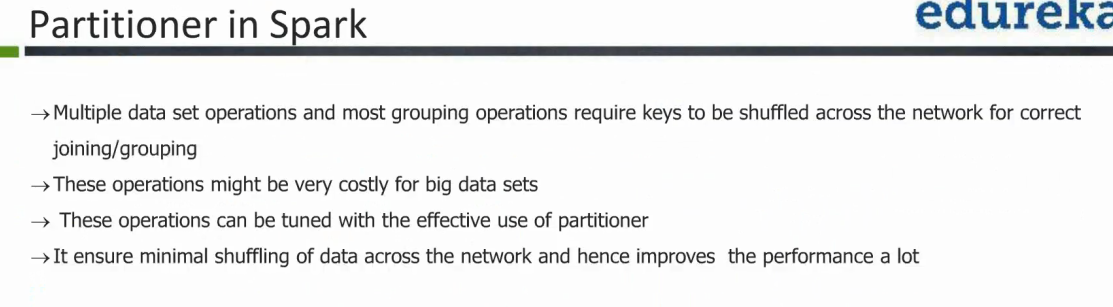 Partitioner in Spark
edureka
→ Multiple data set operations and most grouping operations require keys to be shuffled across the network for correct
joining/grouping
→ These operations might be very costly for big data sets
→ These operations can be tuned with the effective use of partitioner
→ It ensure minimal shuffling of data across the network and hence improves the performance a lot